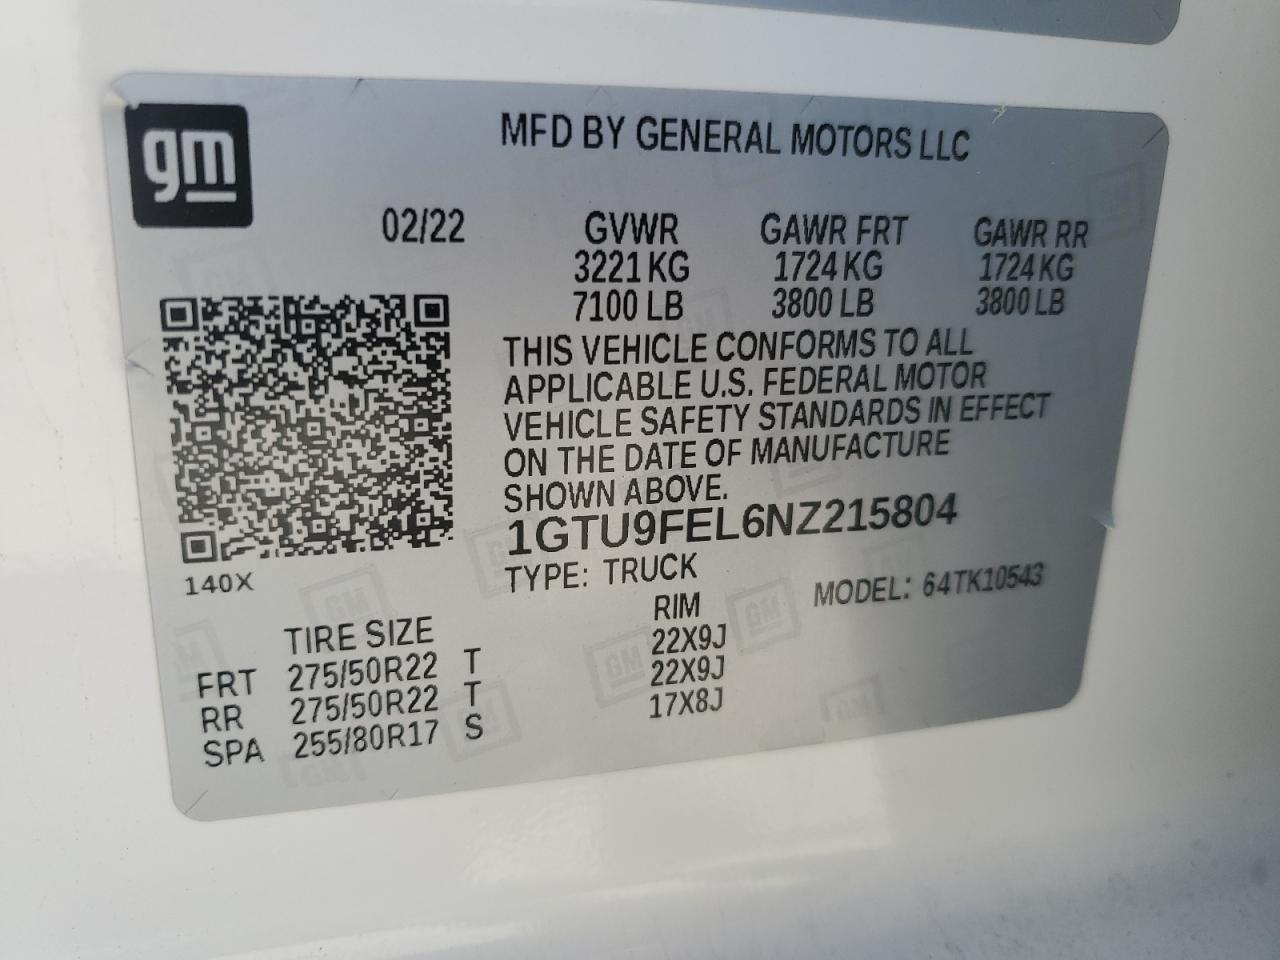 gm
MFD BY GENERAL MOTORS LLC
02/22 GVWR GAWR FRT GAWR RR
3221 KG 1724 KG 1724 KG
7100 LB 3800 LB 3800 LB
THIS VEHICLE CONFORMS TO ALL
APPLICABLE U.S. FEDERAL MOTOR
VEHICLE SAFETY STANDARDS IN EFFECT
ON THE DATE OF MANUFACTURE
SHOWN ABOVE.
1GTU9FEL6NZ215804
140X
TYPE: TRUCK MODEL: 64TK10543
TIRE SIZE RIM
FRT 275/50R22 T 22X9J
RR 275/50R22 T 22X9J
SPA 255/80R17 S 17X8J